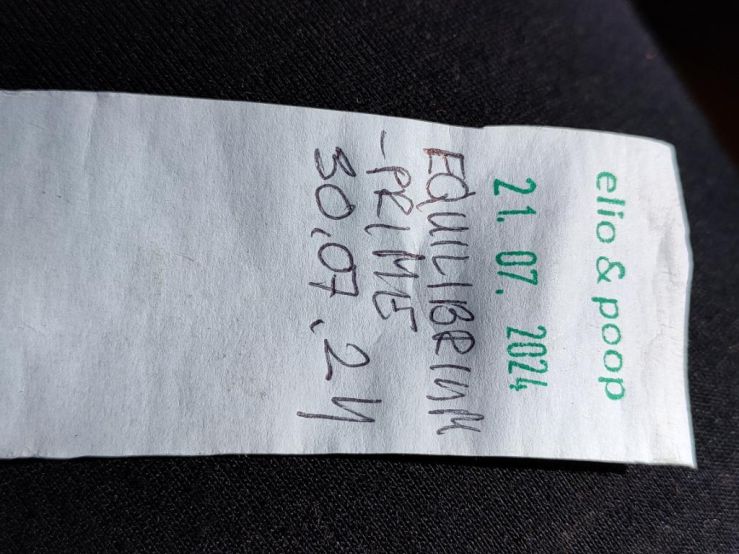 elio & poop
21. 07. 2024
EQUILIBRIUM
-PRIME
30.07.24